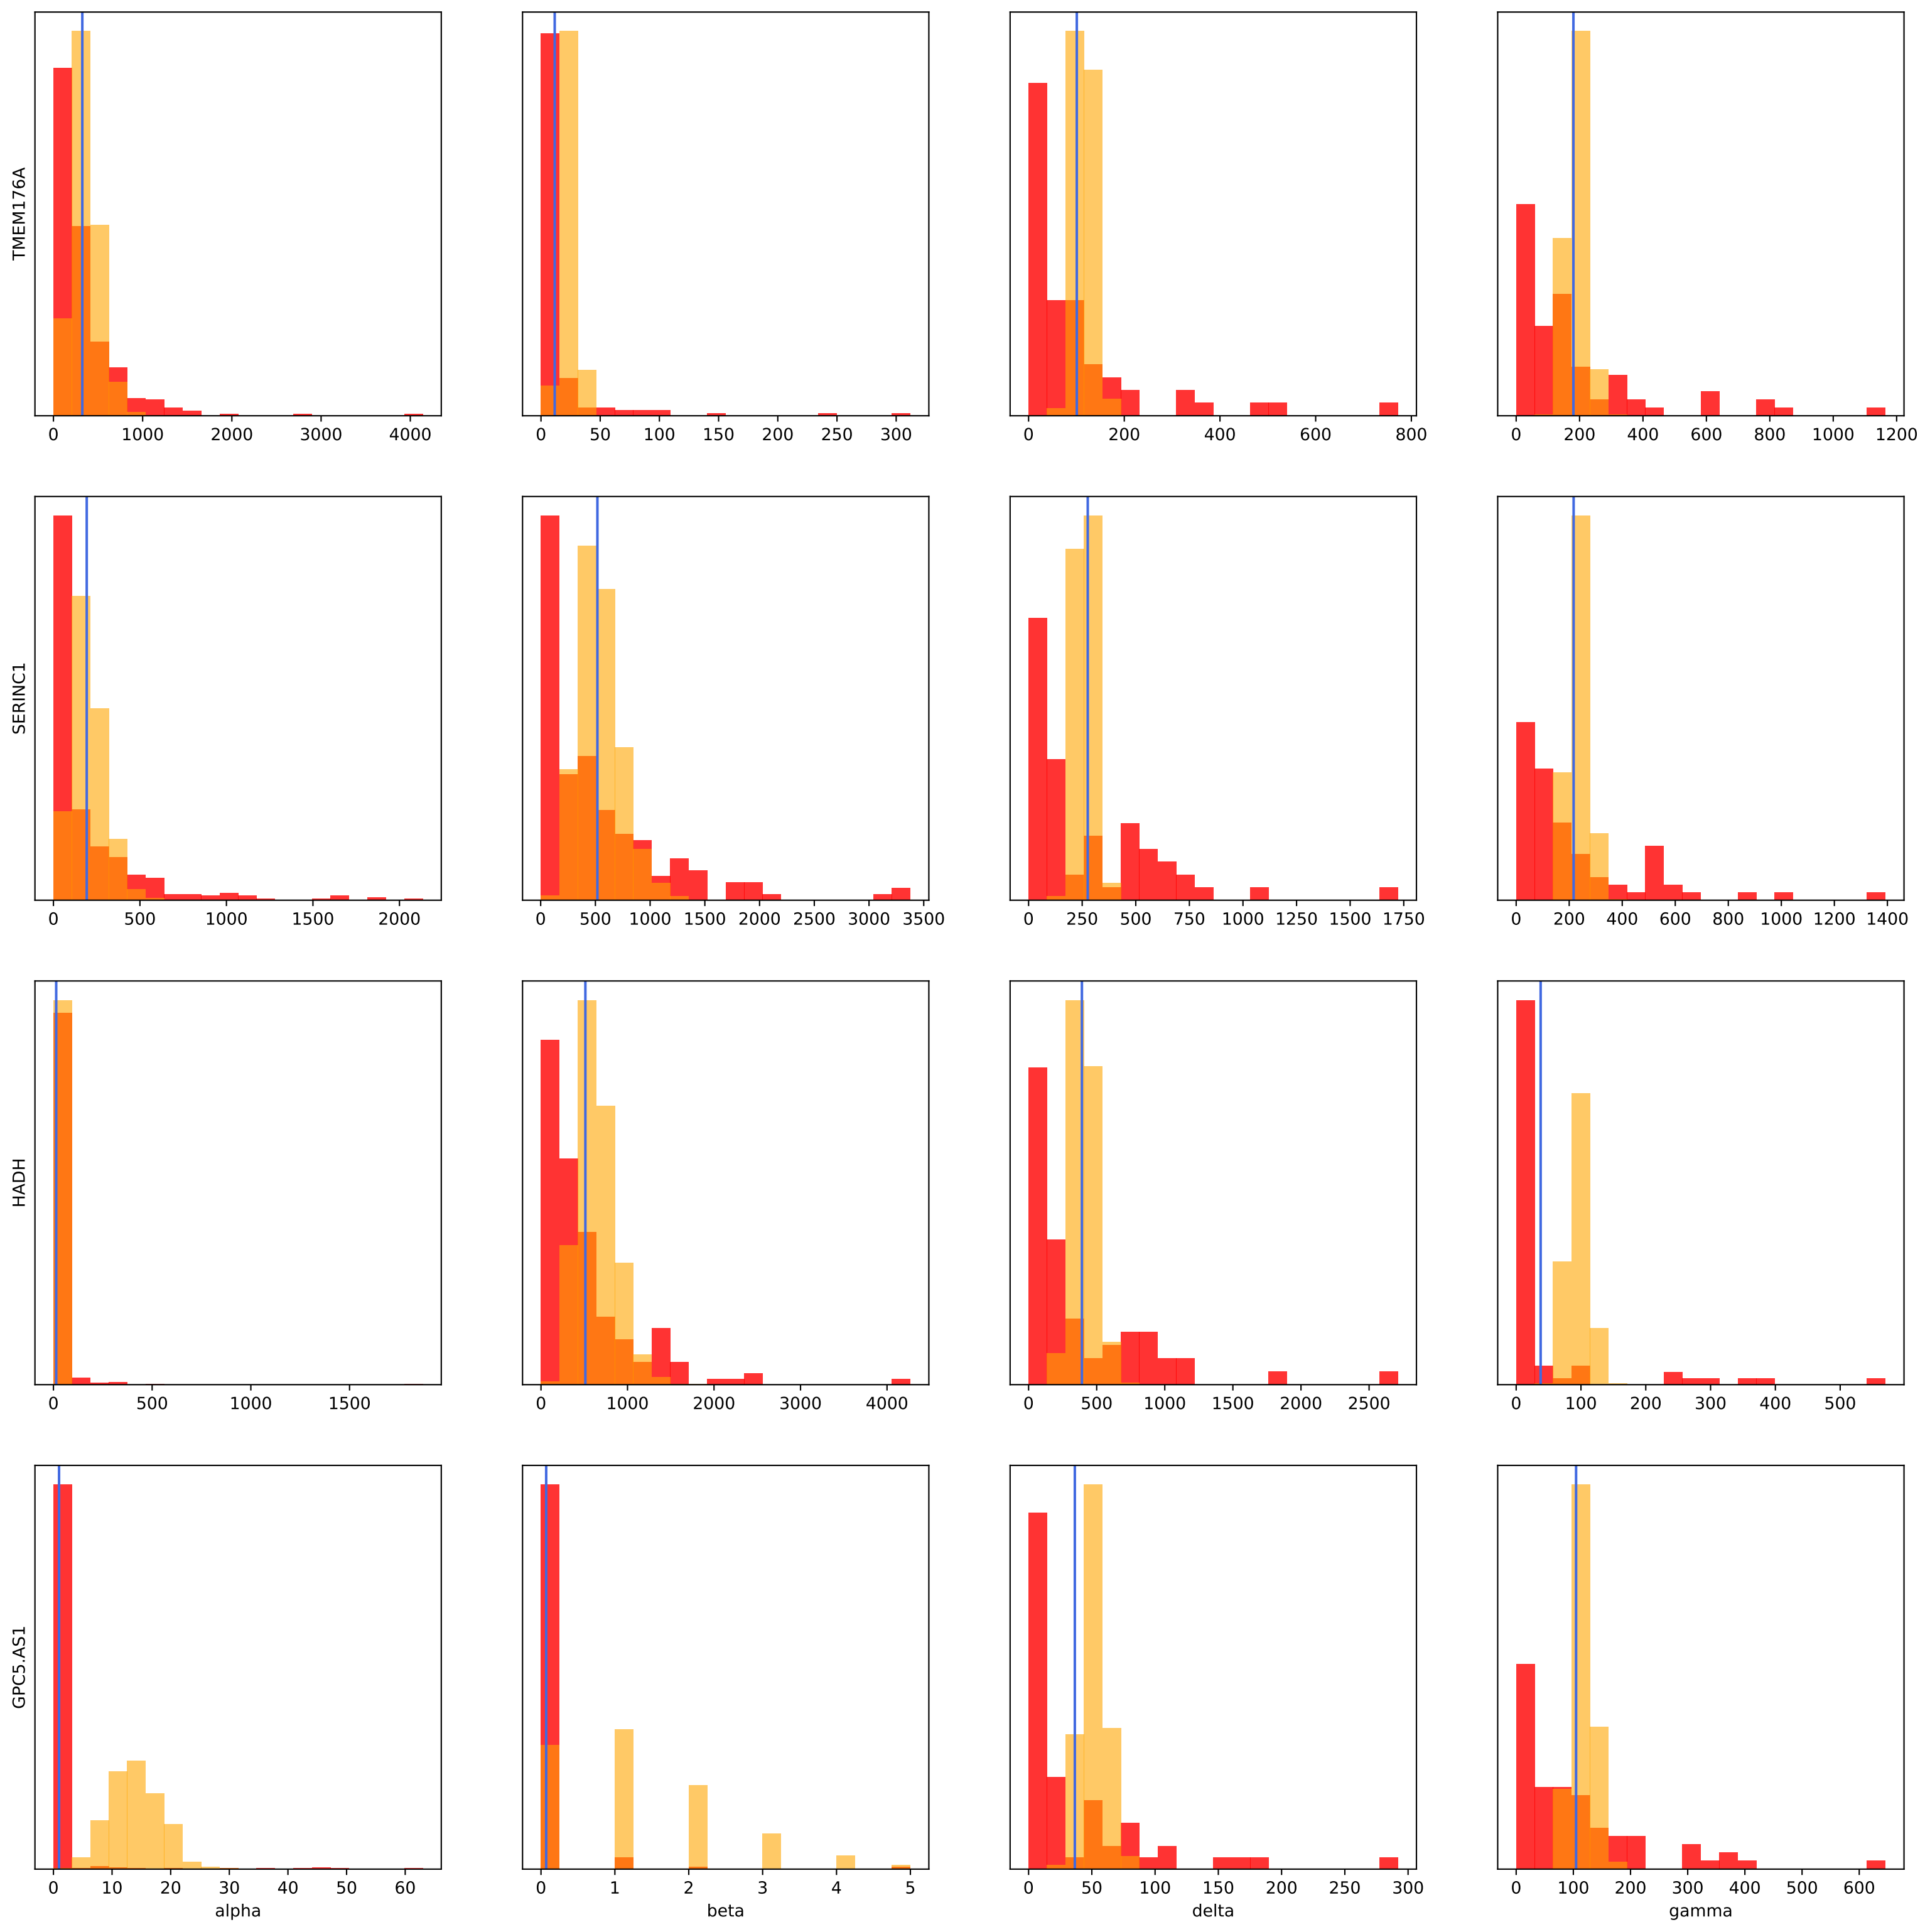 TMEM176A
0 1000 2000 3000 4000
0 50 100 150 200 250 300
0 200 400 600 800
0 200 400 600 800 1000 1200
SERINC1
0 500 1000 1500 2000
0 500 1000 1500 2000 2500 3000 3500
0 250 500 750 1000 1250 1500 1750
0 200 400 600 800 1000 1200 1400
HADH
0 500 1000 1500
0 1000 2000 3000 4000
0 500 1000 1500 2000 2500
0 100 200 300 400 500
GPC5.AS1
0 10 20 30 40 50 60
0 1 2 3 4 5
0 50 100 150 200 250 300
0 100 200 300 400 500 600
alpha
beta
delta
gamma